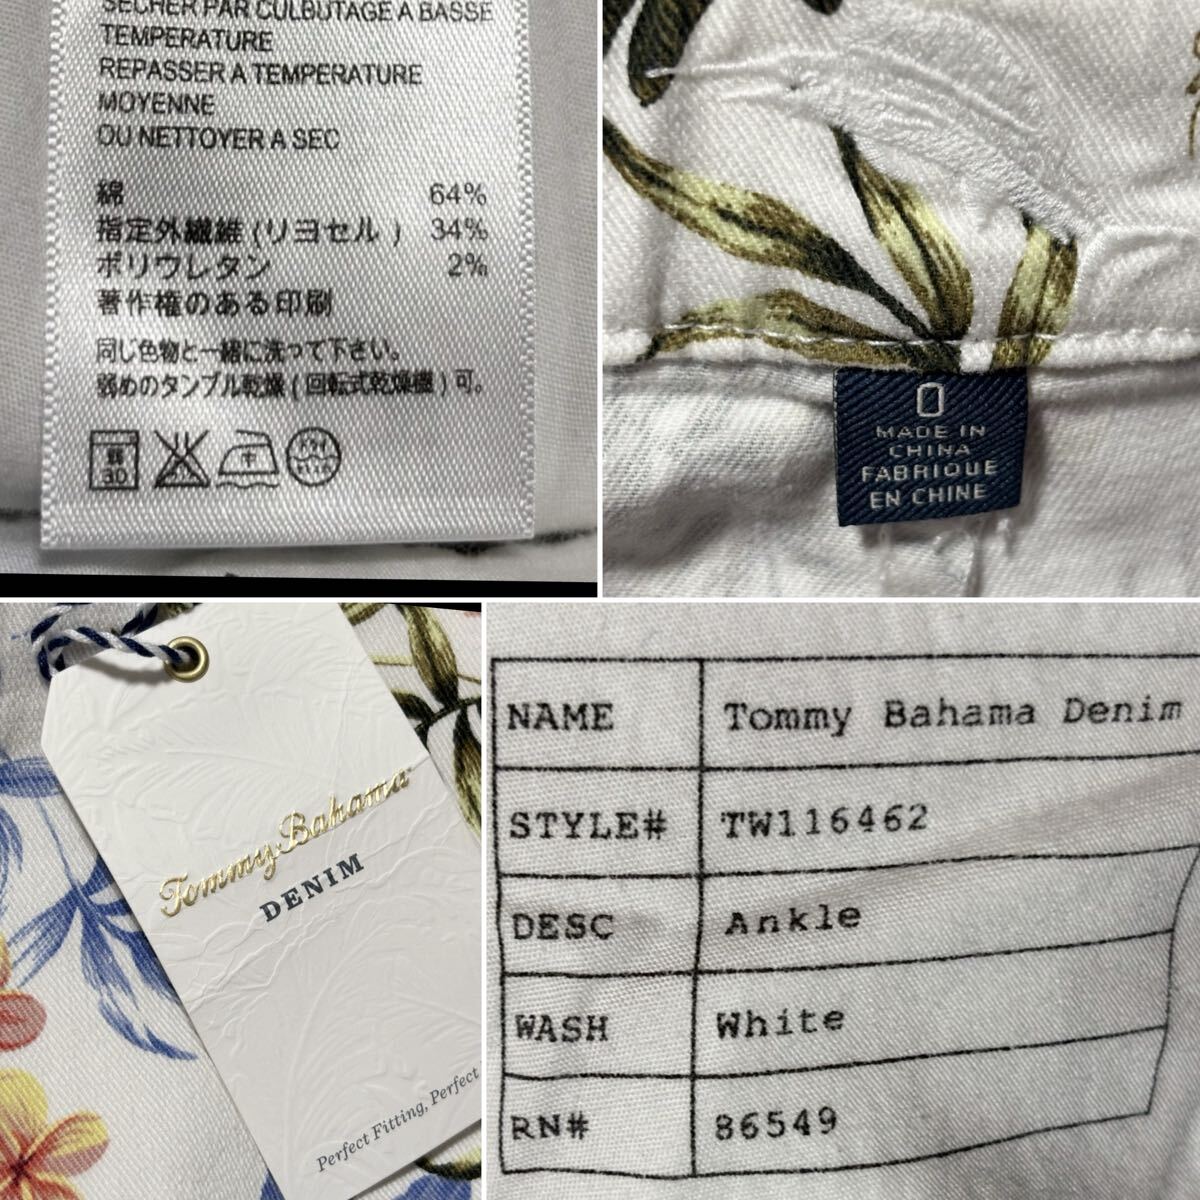 SÉCHER PAR CULBUTAGE A BASSE
TEMPERATURE
REPASSER A TEMPERATURE
MOYENNE
OU NETTOYER A SEC
綿 64%
指定外繊維 (リヨセル ) 34%
ポリウレタン 2%
著作権のある印刷
同じ色物と一緒に洗って下さい。
弱めのタンブル乾燥 ( 回転式乾燥機 ) 可。
弱 中
30
0
MADE IN
CHINA
FABRIQUE
EN CHINE
Tommy Bahama
DENIM
Perfect Fitting, Perfect
NAME Tommy Bahama Denim
STYLE# TW116462
DESC Ankle
WASH White
RN# 86549